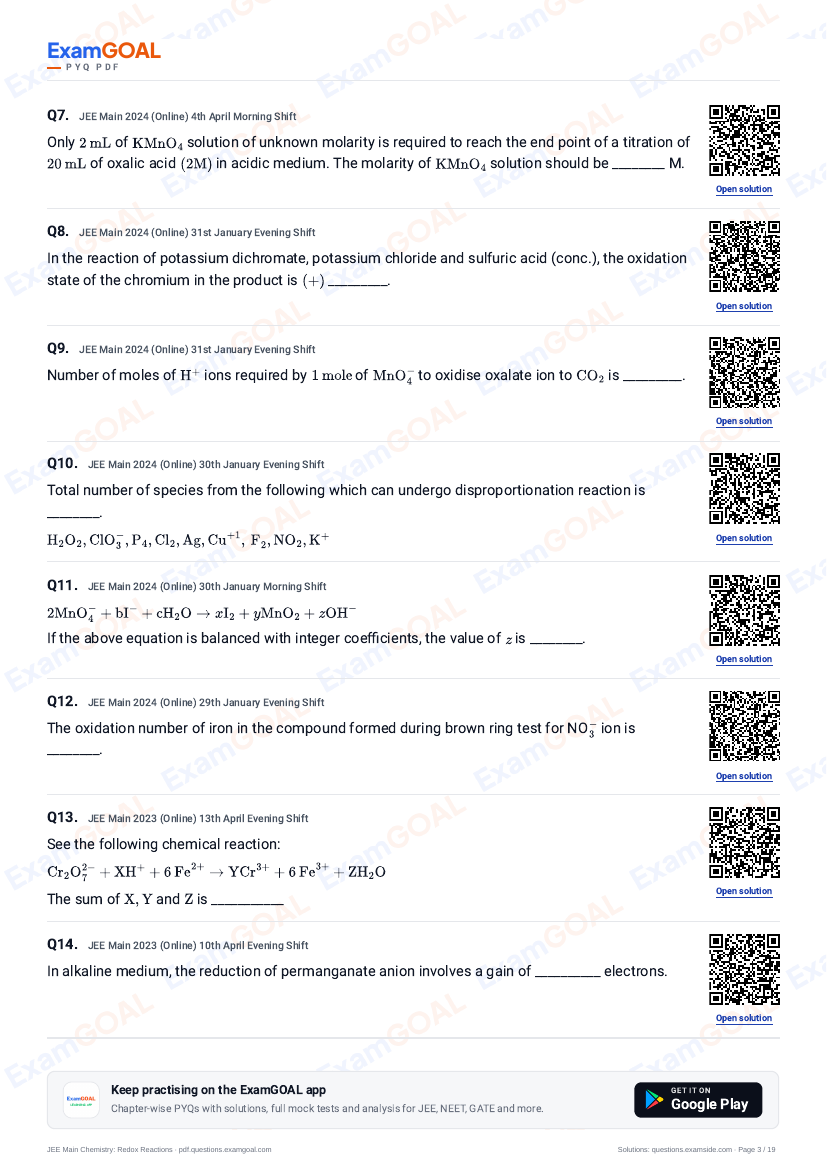 ExamGOAL
PYQ PDF
Q7. JEE Main 2024 (Online) 4th April Morning Shift
Only 2 mL of KMnO₄ solution of unknown molarity is required to reach the end point of a titration of
20 mL of oxalic acid (2M) in acidic medium. The molarity of KMnO₄ solution should be ________ M.
Open solution
Q8. JEE Main 2024 (Online) 31st January Evening Shift
In the reaction of potassium dichromate, potassium chloride and sulfuric acid (conc.), the oxidation
state of the chromium in the product is (+) _________.
Open solution
Q9. JEE Main 2024 (Online) 31st January Evening Shift
Number of moles of H⁺ ions required by 1 mole of MnO₄⁻ to oxidise oxalate ion to CO₂ is _________.
Open solution
Q10. JEE Main 2024 (Online) 30th January Evening Shift
Total number of species from the following which can undergo disproportionation reaction is
________.
H₂O₂, ClO₃⁻, P₄, Cl₂, Ag, Cu⁺¹, F₂, NO₂, K⁺
Open solution
Q11. JEE Main 2024 (Online) 30th January Morning Shift
2MnO₄⁻ + bI⁻ + cH₂O → xI₂ + yMnO₂ + zOH⁻
If the above equation is balanced with integer coefficients, the value of z is ________.
Open solution
Q12. JEE Main 2024 (Online) 29th January Evening Shift
The oxidation number of iron in the compound formed during brown ring test for NO₃⁻ ion is
________.
Open solution
Q13. JEE Main 2023 (Online) 13th April Evening Shift
See the following chemical reaction:
Cr₂O₇²⁻ + XH⁺ + 6 Fe²⁺ → YCr³⁺ + 6 Fe³⁺ + ZH₂O
The sum of X, Y and Z is ___________
Open solution
Q14. JEE Main 2023 (Online) 10th April Evening Shift
In alkaline medium, the reduction of permanganate anion involves a gain of __________ electrons.
Open solution
ExamGOAL
Keep practising on the ExamGOAL app
Chapter-wise PYQs with solutions, full mock tests and analysis for JEE, NEET, GATE and more.
GET IT ON
Google Play
JEE Main Chemistry: Redox Reactions · pdf.questions.examgoal.com
Solutions: questions.examside.com · Page 3 / 19